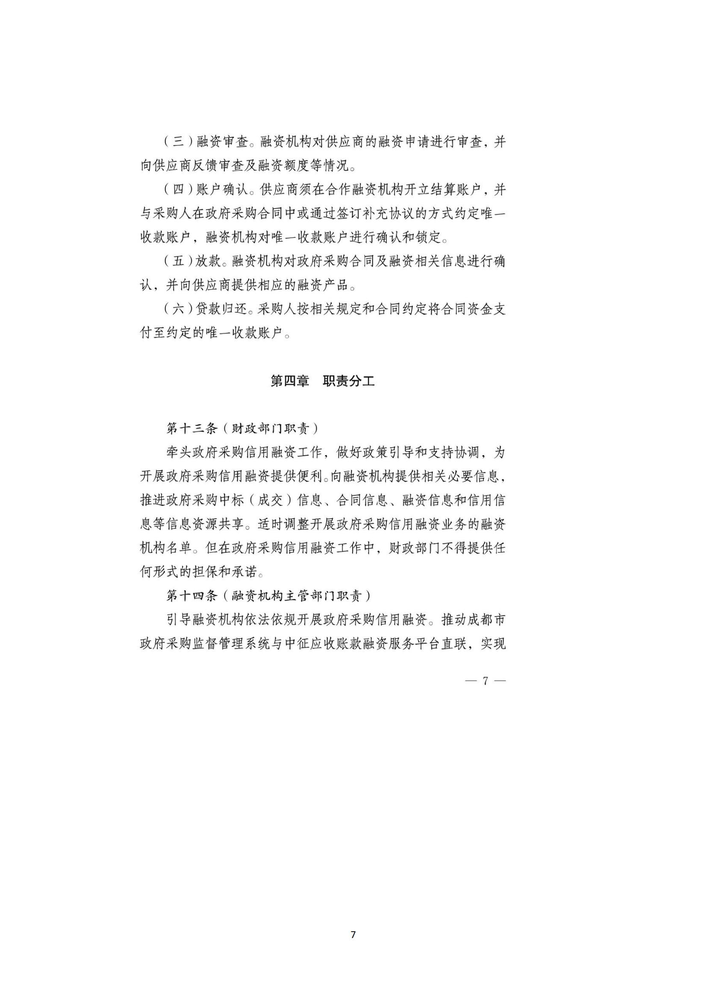 （三）融资审查。融资机构对供应商的融资申请进行审查，并
向供应商反馈审查及融资额度等情况。
（四）账户确认。供应商须在合作融资机构开立结算账户，并
与采购人在政府采购合同中或通过签订补充协议的方式约定唯一
收款账户，融资机构对唯一收款账户进行确认和锁定。
（五）放款。融资机构对政府采购合同及融资相关信息进行确
认，并向供应商提供相应的融资产品。
（六）贷款归还。采购人按相关规定和合同约定将合同资金支
付至约定的唯一收款账户。
第四章　职责分工
第十三条（财政部门职责）
牵头政府采购信用融资工作，做好政策引导和支持协调，为
开展政府采购信用融资提供便利。向融资机构提供相关必要信息，
推进政府采购中标（成交）信息、合同信息、融资信息和信用信
息等信息资源共享。适时调整开展政府采购信用融资业务的融资
机构名单。但在政府采购信用融资工作中，财政部门不得提供任
何形式的担保和承诺。
第十四条（融资机构主管部门职责）
引导融资机构依法依规开展政府采购信用融资。推动成都市
政府采购监督管理系统与中征应收账款融资服务平台直联，实现
— 7 —
7